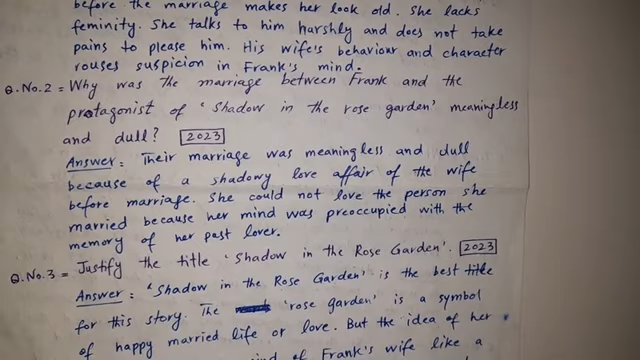 before the marriage makes her look old. She lacks
feminity. She talks to him harshly and does not take
pains to please him. His wife's behaviour and character
rouses suspicion in Frank's mind.
Q.No.2 = Why was the marriage between Frank and the
protagonist of 'Shadow in the rose garden' meaningless
and dull? 2023
Answer: Their marriage was meaningless and dull
because of a shadowy love affair of the wife
before marriage. She could not love the person she
married because her mind was preoccupied with the
memory of her past lover.
Q.No.3 = Justify the title 'Shadow in the Rose Garden'. 2023
Answer: 'Shadow in the Rose Garden' is the best title
for this story. The 'rose garden' is a symbol
of happy married life or love. But the idea of her
of Frank's wife like a